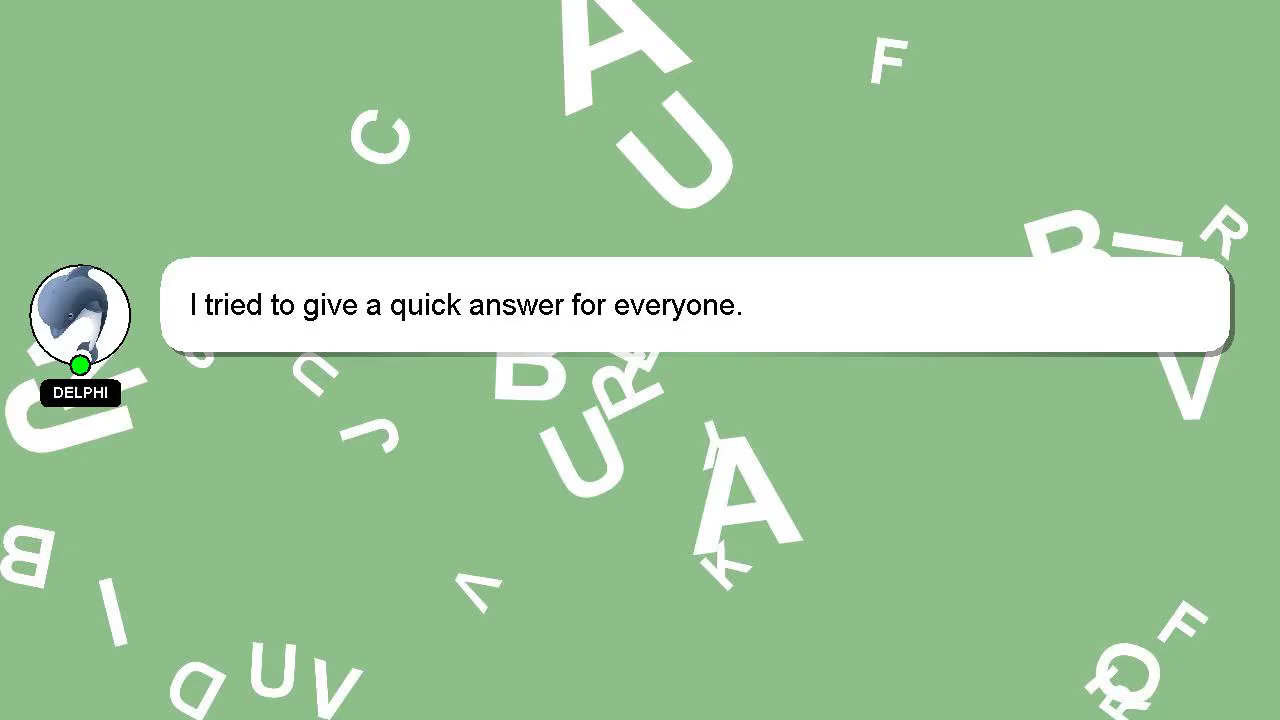 A
F
C
U
R
B
I
I tried to give a quick answer for everyone.
DELPHI
U
B
R
V
U
J
U
A
K
B
I
V
F
D
U
V
Q
R